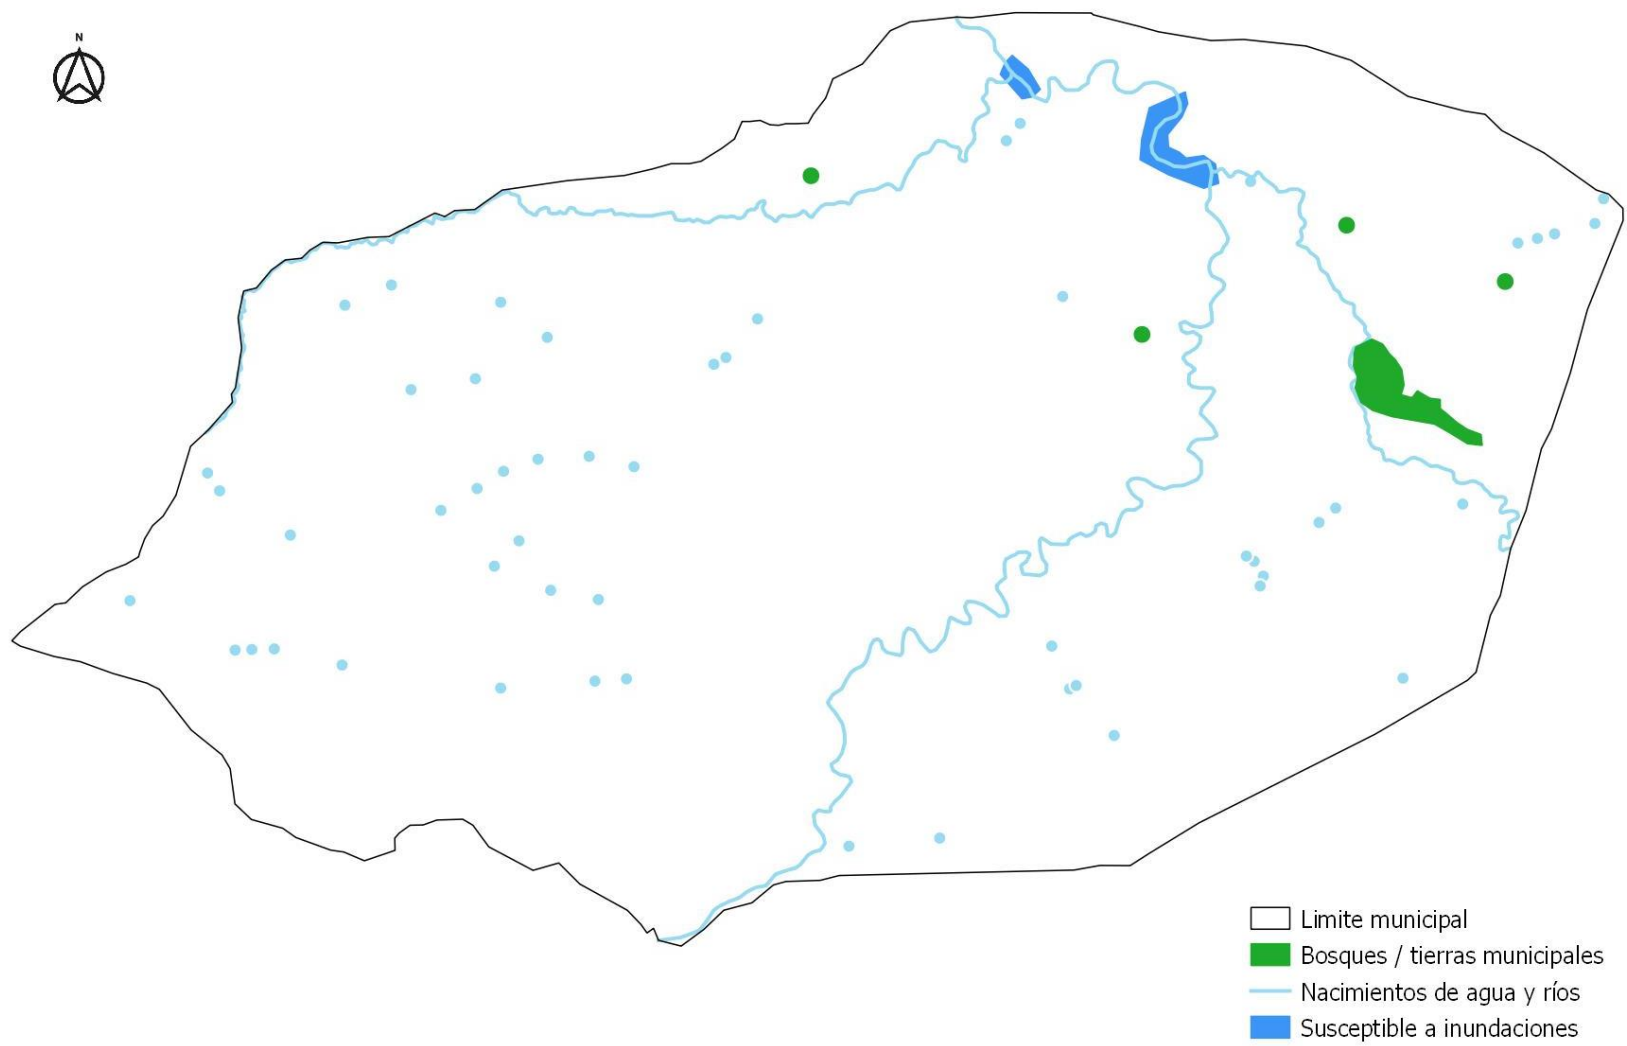 N
Limite municipal
Bosques / tierras municipales
Nacimientos de agua y ríos
Susceptible a inundaciones